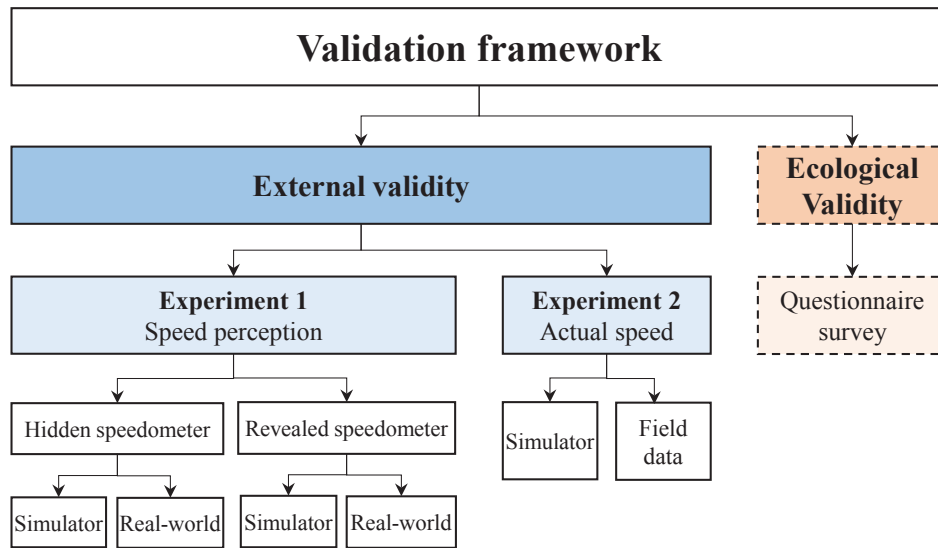 Validation framework
External validity
Ecological
Validity
Experiment 1
Speed perception
Experiment 2
Actual speed
Questionnaire
survey
Hidden speedometer
Revealed speedometer
Simulator
Field
data
Simulator
Real-world
Simulator
Real-world